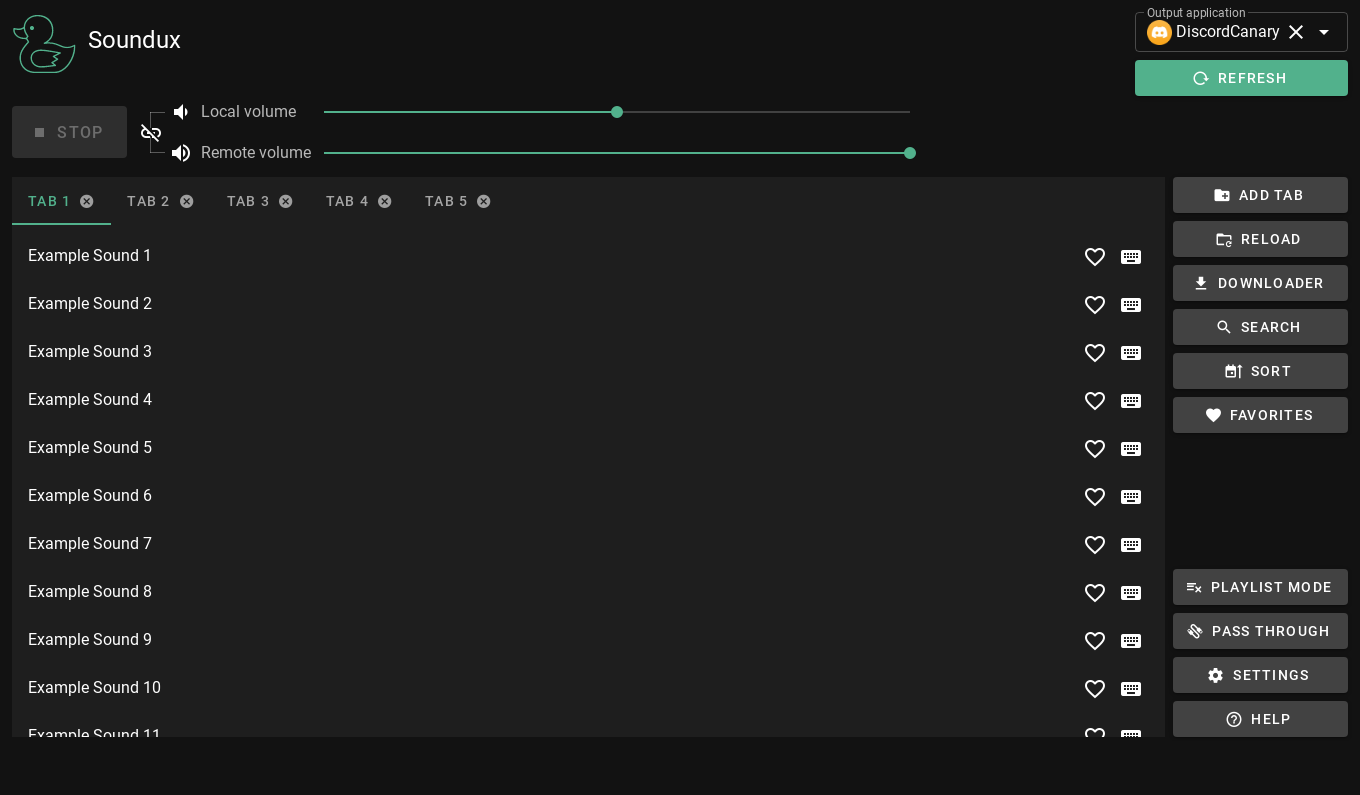 Soundux
Output application
DiscordCanary
REFRESH
STOP
Local volume
Remote volume
TAB 1
TAB 2
TAB 3
TAB 4
TAB 5
Example Sound 1
Example Sound 2
Example Sound 3
Example Sound 4
Example Sound 5
Example Sound 6
Example Sound 7
Example Sound 8
Example Sound 9
Example Sound 10
Example Sound 11
ADD TAB
RELOAD
DOWNLOADER
SEARCH
SORT
FAVORITES
PLAYLIST MODE
PASS THROUGH
SETTINGS
HELP